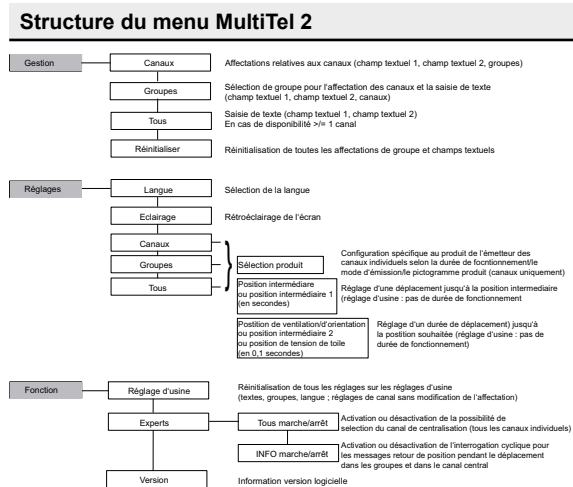 Structure du menu MultiTel 2
Gestion
Canaux
Affectations relatives aux canaux (champ textuel 1, champ textuel 2, groupes)
Groupes
Sélection de groupe pour l'affectation des canaux et la saisie de texte
(champ textuel 1, champ textuel 2, canaux)
Tous
Saisie de texte (champ textuel 1, champ textuel 2)
En cas de disponibilité >/= 1 canal
Réinitialiser
Réinitialisation de toutes les affectations de groupe et champs textuels
Réglages
Langue
Sélection de la langue
Eclairage
Rétroéclairage de l'écran
Canaux
Groupes
Tous
Sélection produit
Configuration spécifique au produit de l'émetteur des
canaux individuels selon la durée de focntionnement/le
mode d'émission/le pictogramme produit (canaux uniquement)
Position intermédiare
ou position intermédiaire 1
(en secondes)
Réglage d'une déplacement jusqu'à la position intermediaire
(réglage d'usine : pas de durée de fonctionnement
Postition de ventilation/d'orientation
ou position intermédiaire 2
ou position de tension de toile
(en 0,1 secondes)
Réglage d'un durée de déplacement) jusqu'à
la postition souhaitée (réglage d'usine : pas de
durée de fonctionnement)
Fonction
Réglage d'usine
Réinitialisation de tous les réglages sur les réglages d'usine
(textes, groupes, langue ; réglages de canal sans modification de l'affectation)
Experts
Tous marche/arrêt
Activation ou désactivation de la possibilité de
selection du canal de centralisation (tous les canaux individuels)
INFO marche/arrêt
Activation ou désactivation de l'interrogation cyclique pour
les messages retour de position pendant le déplacement
dans les groupes et dans le canal central
Version
Information version logicielle